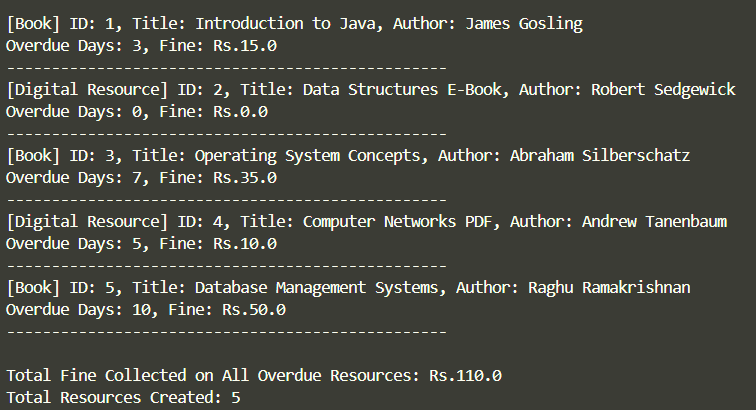 [Book] ID: 1, Title: Introduction to Java, Author: James Gosling
Overdue Days: 3, Fine: Rs.15.0
-------------------------------------------------
[Digital Resource] ID: 2, Title: Data Structures E-Book, Author: Robert Sedgewick
Overdue Days: 0, Fine: Rs.0.0
-------------------------------------------------
[Book] ID: 3, Title: Operating System Concepts, Author: Abraham Silberschatz
Overdue Days: 7, Fine: Rs.35.0
-------------------------------------------------
[Digital Resource] ID: 4, Title: Computer Networks PDF, Author: Andrew Tanenbaum
Overdue Days: 5, Fine: Rs.10.0
-------------------------------------------------
[Book] ID: 5, Title: Database Management Systems, Author: Raghu Ramakrishnan
Overdue Days: 10, Fine: Rs.50.0
-------------------------------------------------
Total Fine Collected on All Overdue Resources: Rs.110.0
Total Resources Created: 5